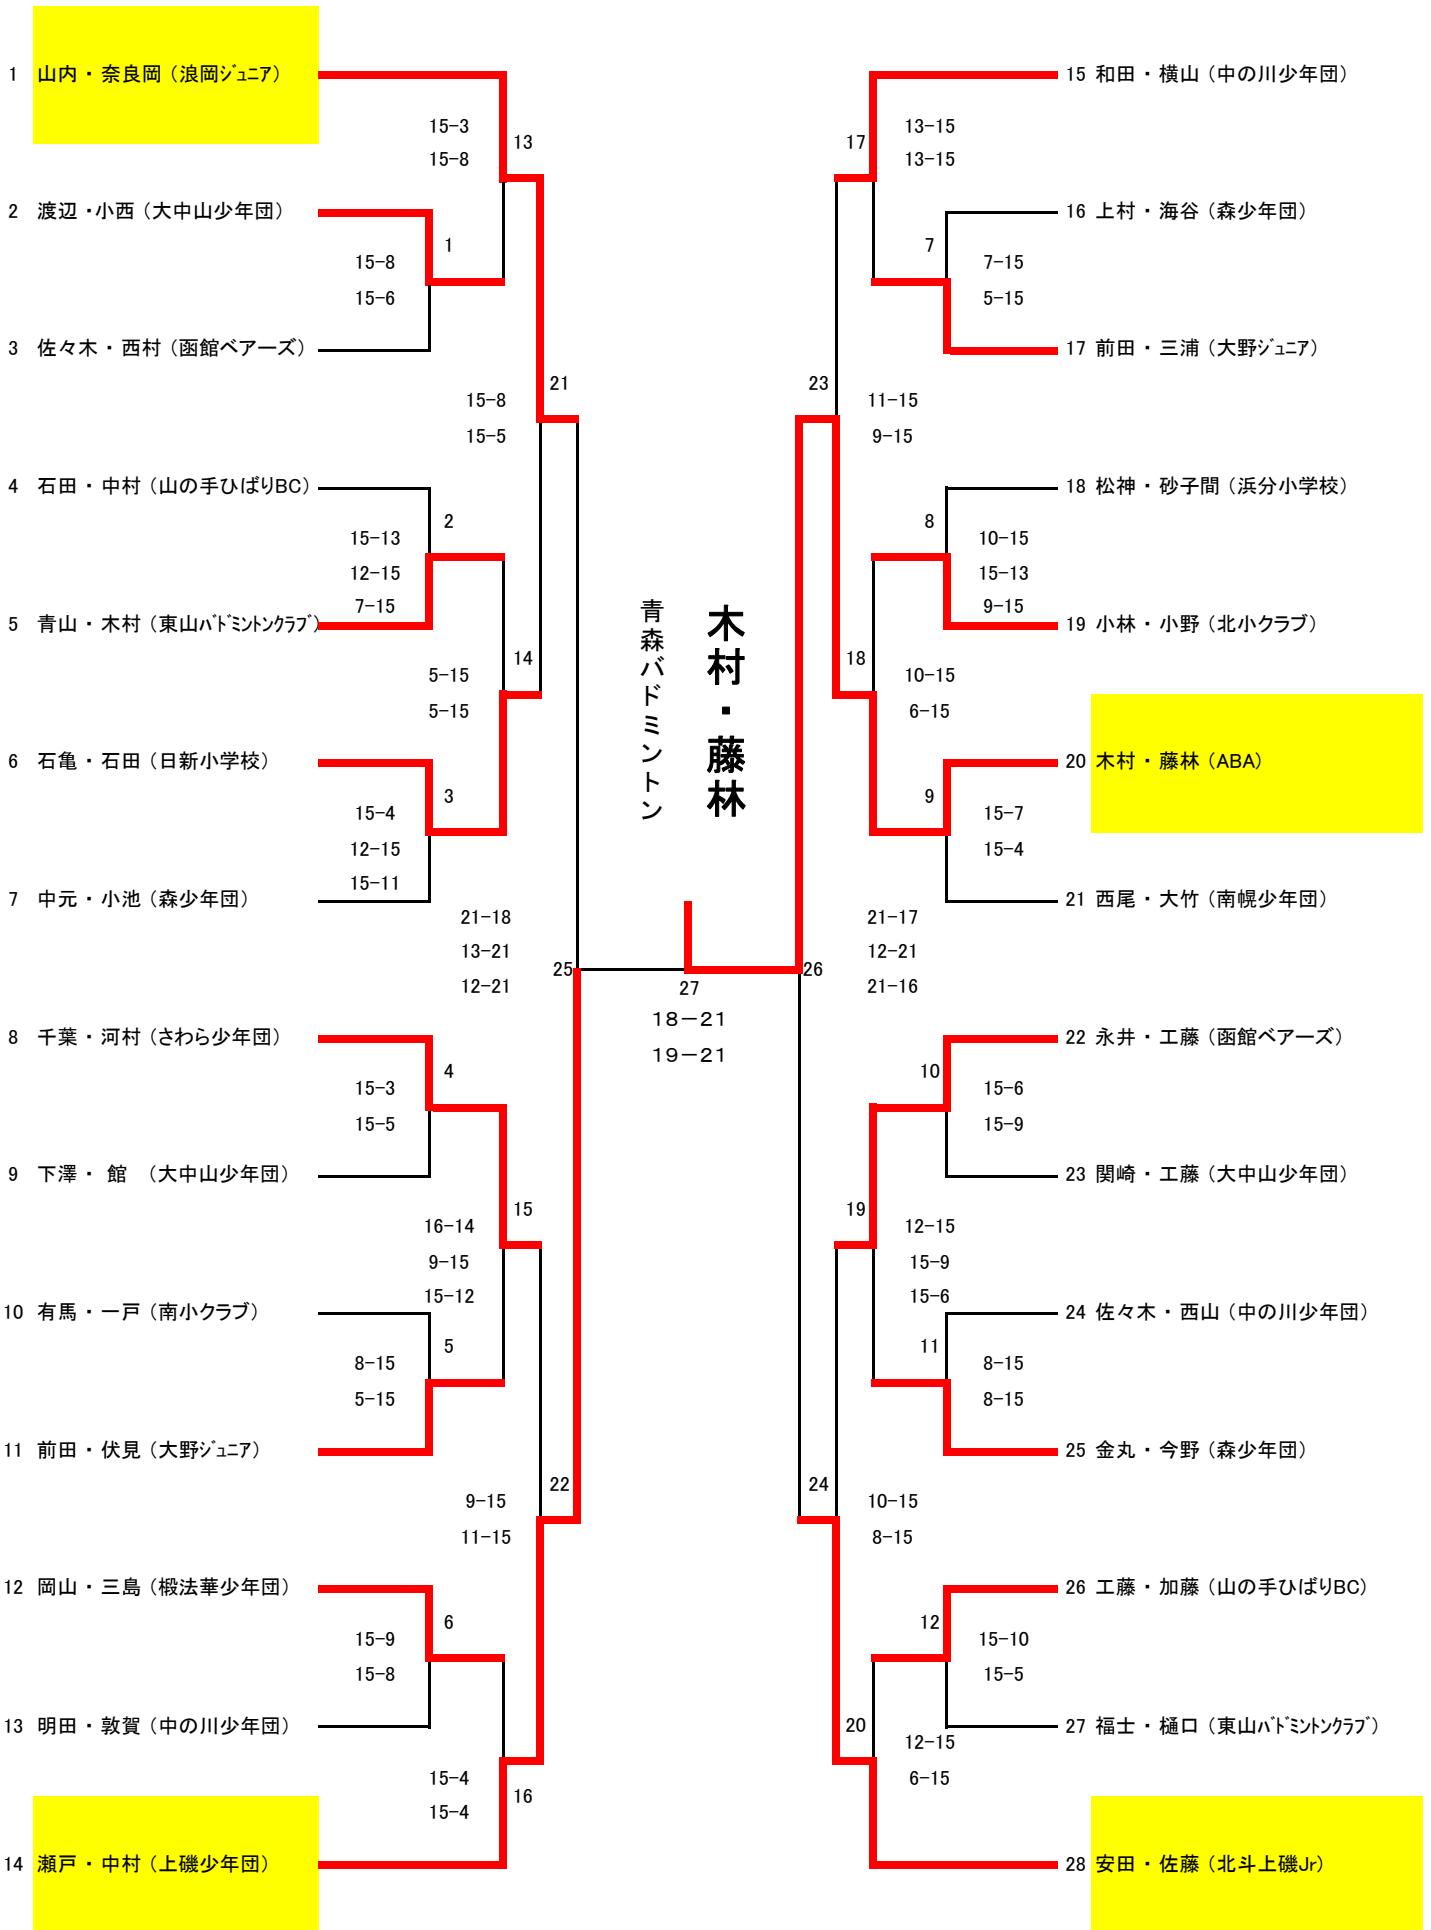 1 山内・奈良岡（浪岡ジュニア）
15-3
13
15-8
2 渡辺・小西（大中山少年団）
1
15-8
15-6
3 佐々木・西村（函館ベアーズ）
21
15-8
15-5
4 石田・中村（山の手ひばりBC）
2
15-13
12-15
7-15
5 青山・木村（東山バドミントンクラブ）
14
5-15
5-15
6 石亀・石田（日新小学校）
3
15-4
12-15
15-11
7 中元・小池（森少年団）
21-18
13-21
25
12-21
8 千葉・河村（さわら少年団）
4
15-3
15-5
9 下澤・ 館 （大中山少年団）
15
16-14
9-15
15-12
10 有馬・一戸（南小クラブ）
5
8-15
5-15
11 前田・伏見（大野ジュニア）
22
9-15
11-15
12 岡山・三島（椴法華少年団）
6
15-9
15-8
13 明田・敦賀（中の川少年団）
15-4
16
15-4
14 瀬戸・中村（上磯少年団）
木村・藤林
青森バドミントン
27
18－21
19－21
15 和田・横山（中の川少年団）
17
13-15
13-15
16 上村・海谷（森少年団）
7
7-15
5-15
17 前田・三浦（大野ジュニア）
23
11-15
9-15
18 松神・砂子間（浜分小学校）
8
10-15
15-13
9-15
19 小林・小野（北小クラブ）
18
10-15
6-15
20 木村・藤林（ABA）
9
15-7
15-4
21 西尾・大竹（南幌少年団）
21-17
12-21
26
21-16
22 永井・工藤（函館ベアーズ）
10
15-6
15-9
23 関崎・工藤（大中山少年団）
19
12-15
15-9
15-6
24 佐々木・西山（中の川少年団）
11
8-15
8-15
25 金丸・今野（森少年団）
24
10-15
8-15
26 工藤・加藤（山の手ひばりBC）
12
15-10
15-5
27 福士・樋口（東山バドミントンクラブ）
20
12-15
6-15
28 安田・佐藤（北斗上磯Jr）